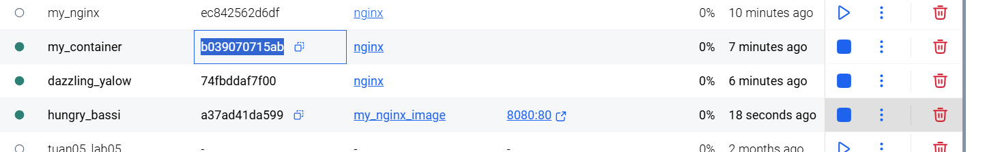 my_nginx ec842562d6df nginx 0% 10 minutes ago
my_container b039070715ab nginx 0% 7 minutes ago
dazzling_yalow 74fbddaf7f00 nginx 0% 6 minutes ago
hungry_bassi a37ad41da599 my_nginx_image 8080:80 0% 18 seconds ago
tuan05_lab05 - - - 0% 2 months ago